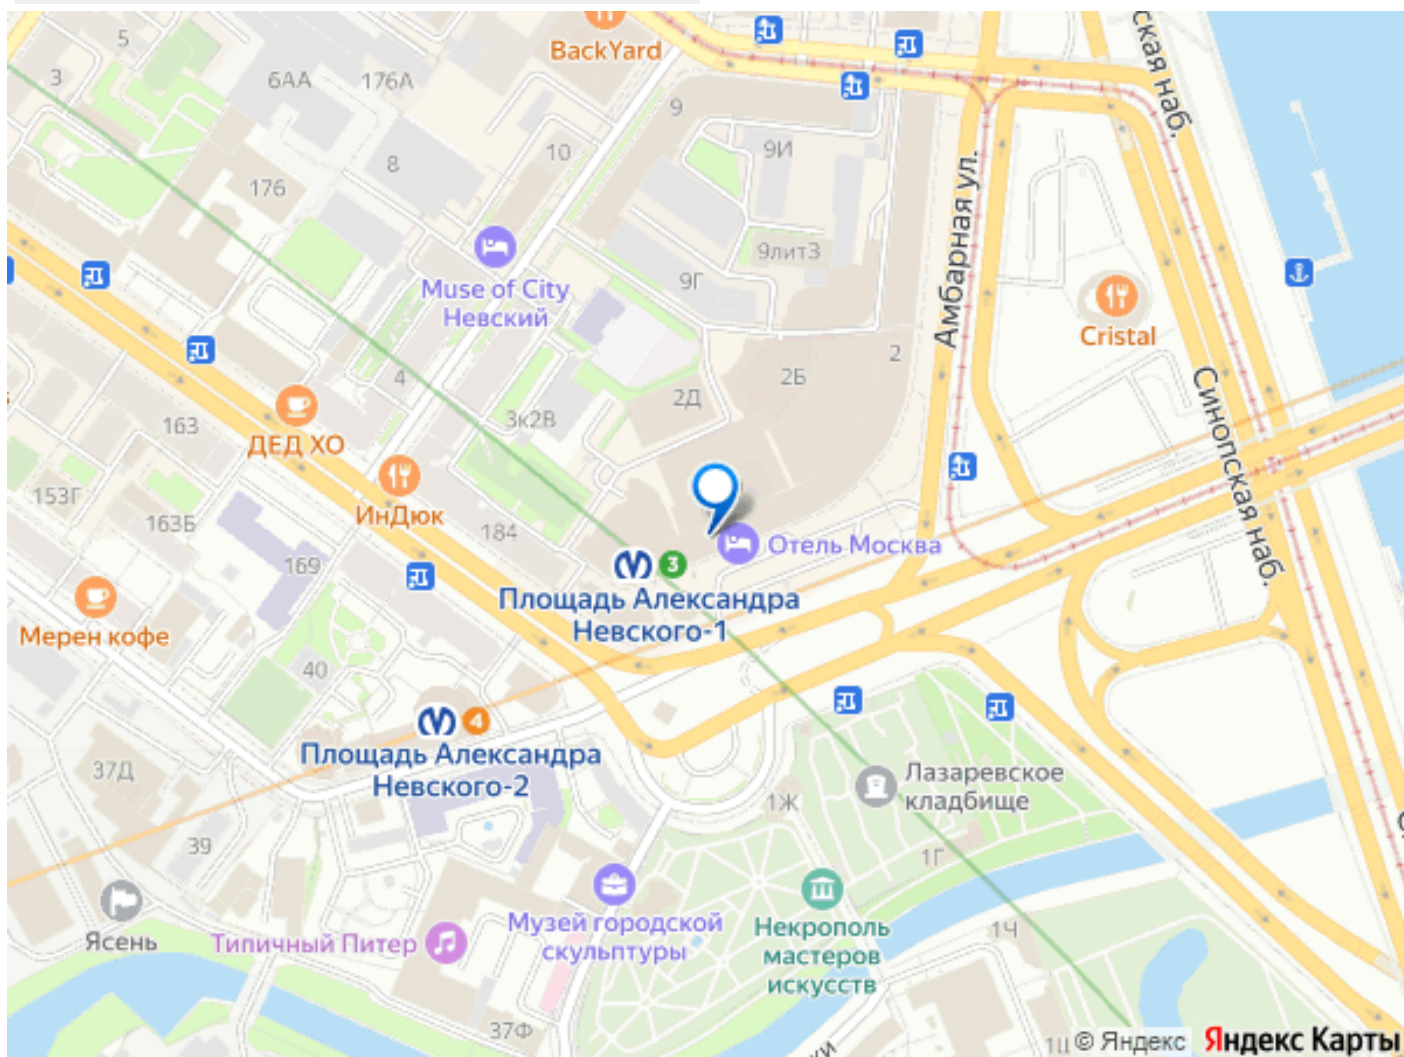 BackYard
5
3
6АА
176А
9
ская наб.
10
9И
8
176
Амбарная ул.
9лит3
9Г
Muse of City
Невский
Cristal
2
2Б
4
2Д
3к2В
163
ДЕД ХО
Синопская наб.
153Г
163Б
ИнДюк
184
Отель Москва
169
3
Площадь Александра
Невского-1
Мерен кофе
40
4
Площадь Александра
Невского-2
37Д
Лазаревское
кладбище
1Ж
39
1Г
Музей городской
скульптуры
Некрополь
мастеров
искусств
Ясень
Типичный Питер
1Ч
37Ф
1Ц
© Яндекс
Яндекс Карты